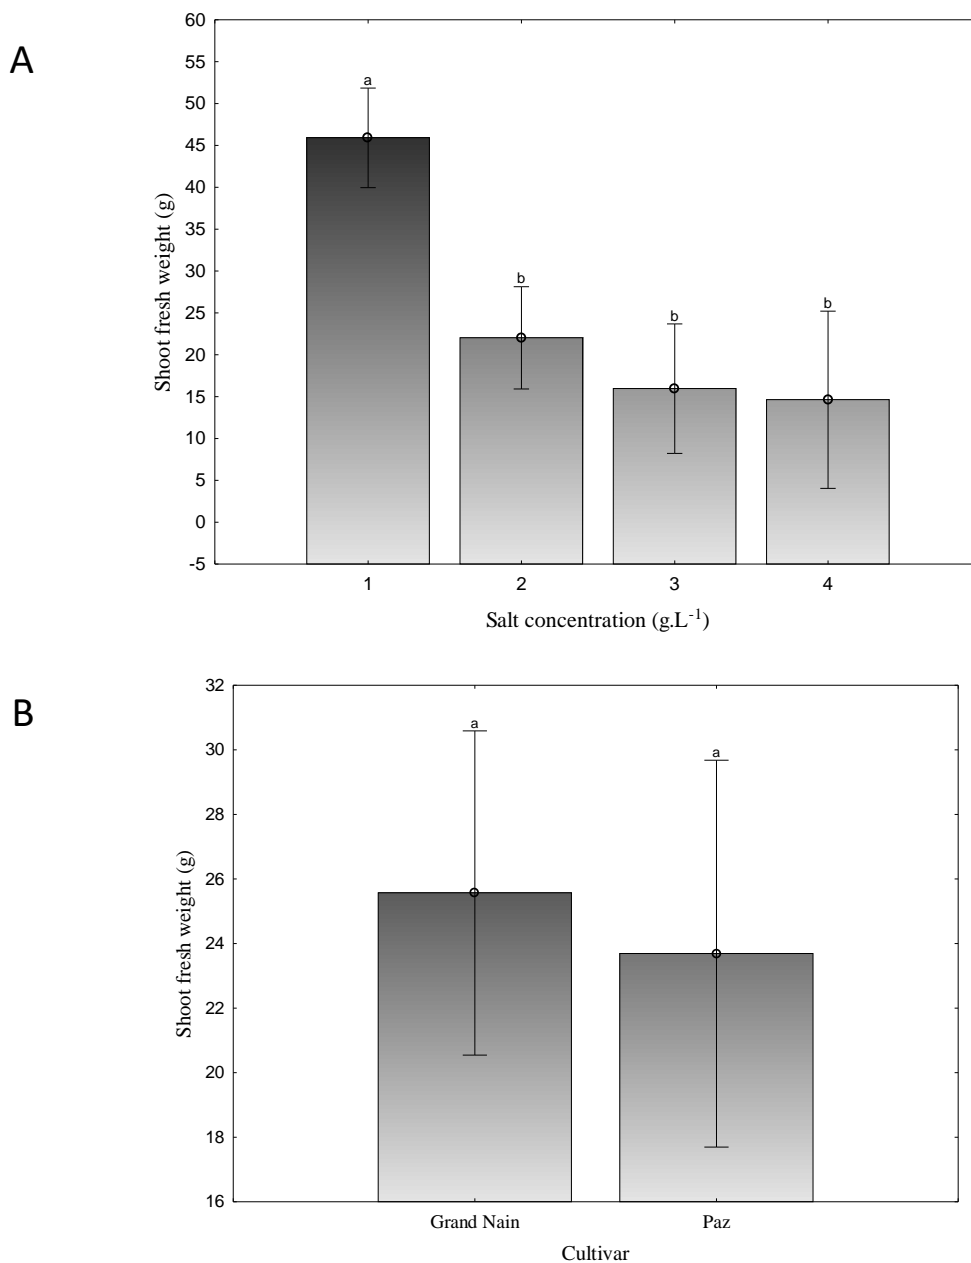 A
60
55
50
45
40
35
30
25
20
15
10
5
0
-5
Shoot fresh weight (g)
a
b
b
b
1 2 3 4
Salt concentration (g.L⁻¹)
B
32
30
28
26
24
22
20
18
16
Shoot fresh weight (g)
a
a
Grand Nain Paz
Cultivar